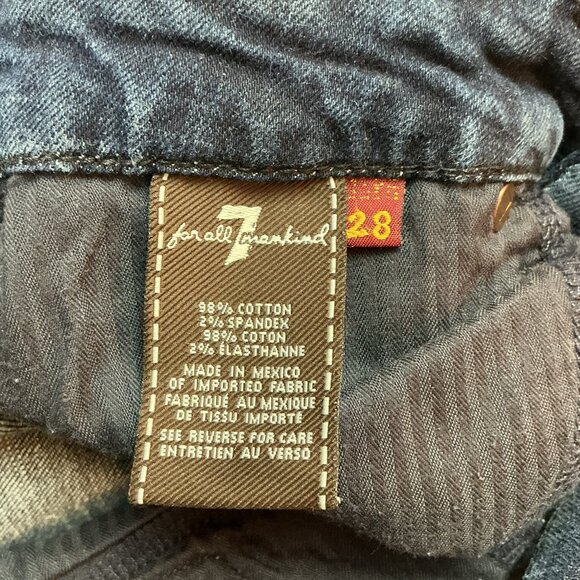 7
for all mankind
28
98% COTTON
2% SPANDEX
98% COTON
2% ÉLASTHANNE
MADE IN MEXICO
OF IMPORTED FABRIC
FABRIQUÉ AU MEXIQUE
DE TISSU IMPORTÉ
SEE REVERSE FOR CARE
ENTRETIEN AU VERSO